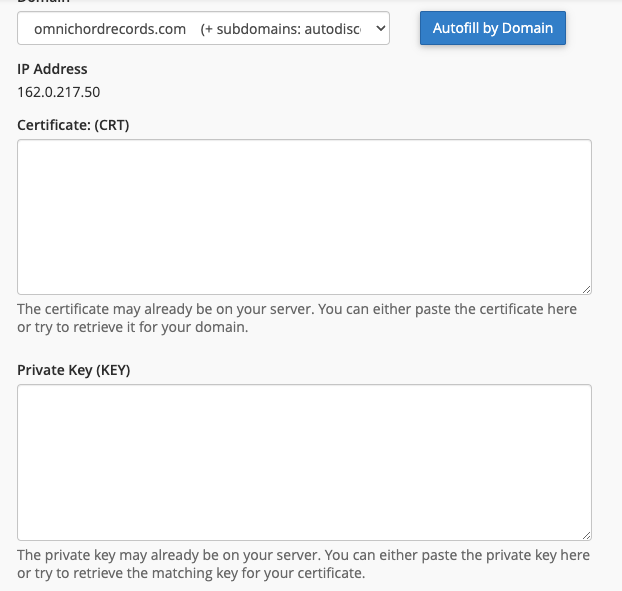 Domain
omnichordrecords.com (+ subdomains: autodisc
Autofill by Domain
IP Address
162.0.217.50
Certificate: (CRT)
The certificate may already be on your server. You can either paste the certificate here
or try to retrieve it for your domain.
Private Key (KEY)
The private key may already be on your server. You can either paste the private key here
or try to retrieve the matching key for your certificate.